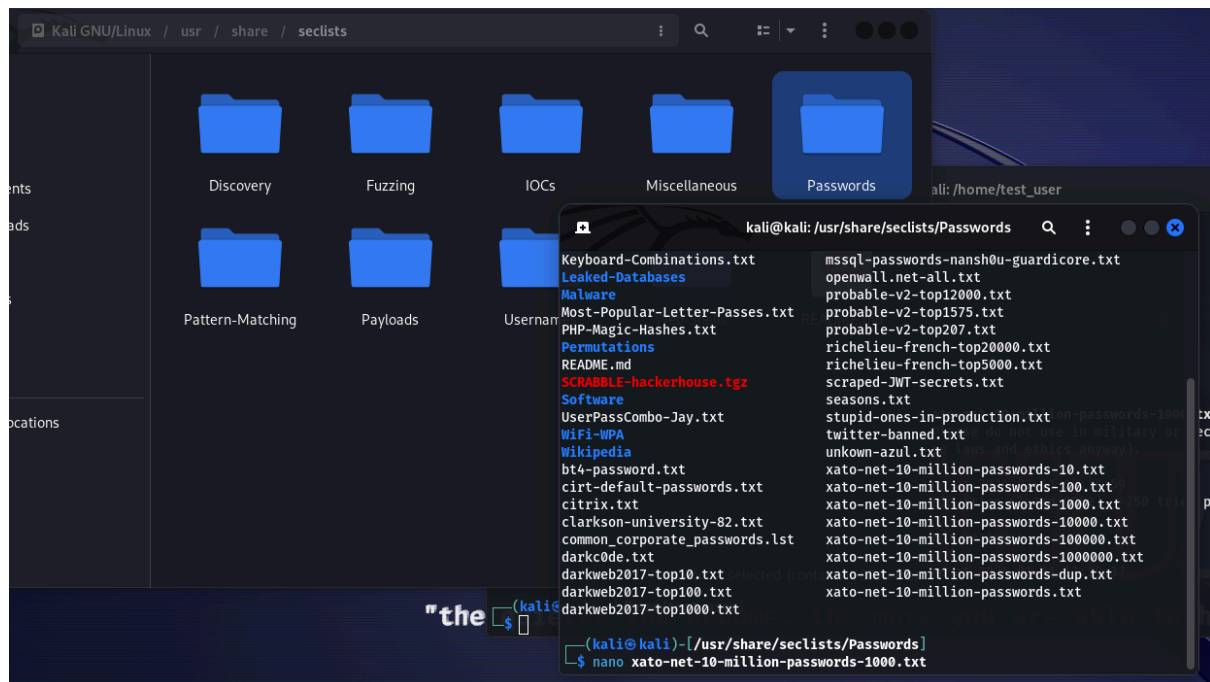 Kali GNU/Linux / usr / share / seclists
ents
ads
s
ocations
Discovery
Fuzzing
IOCs
Miscellaneous
Passwords
Pattern-Matching
Payloads
Usernam
ali: /home/test_user
kali@kali: /usr/share/seclists/Passwords
Keyboard-Combinations.txt mssql-passwords-nansh0u-guardicore.txt
Leaked-Databases openwall.net-all.txt
Malware probable-v2-top12000.txt
Most-Popular-Letter-Passes.txt probable-v2-top1575.txt
PHP-Magic-Hashes.txt probable-v2-top207.txt
Permutations richelieu-french-top20000.txt
README.md richelieu-french-top5000.txt
SCRABBLE-hackerhouse.tgz scraped-JWT-secrets.txt
Software seasons.txt
UserPassCombo-Jay.txt stupid-ones-in-production.txt
WiFi-WPA twitter-banned.txt
Wikipedia unkown-azul.txt
bt4-password.txt xato-net-10-million-passwords-10.txt
cirt-default-passwords.txt xato-net-10-million-passwords-100.txt
citrix.txt xato-net-10-million-passwords-1000.txt
clarkson-university-82.txt xato-net-10-million-passwords-10000.txt
common_corporate_passwords.lst xato-net-10-million-passwords-100000.txt
darkc0de.txt xato-net-10-million-passwords-1000000.txt
darkweb2017-top10.txt xato-net-10-million-passwords-dup.txt
darkweb2017-top100.txt xato-net-10-million-passwords.txt
darkweb2017-top1000.txt
┌──(kali㉿kali)-[/usr/share/seclists/Passwords]
└─$ nano xato-net-10-million-passwords-1000.txt
"the
┌──(kali㉿
└─$